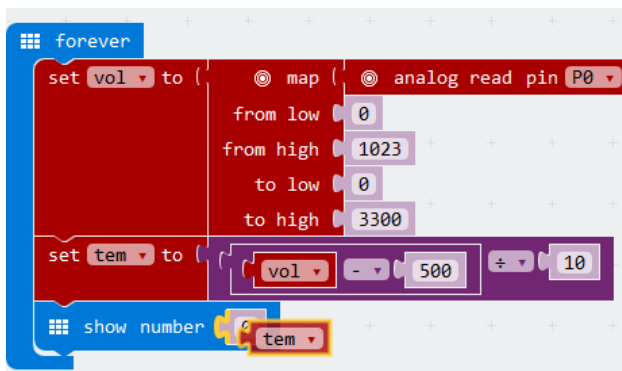 forever
set vol to ( map ( analog read pin P0
from low 0
from high 1023
to low 0
to high 3300
set tem to ( vol - 500 ÷ 10
show number 0 tem